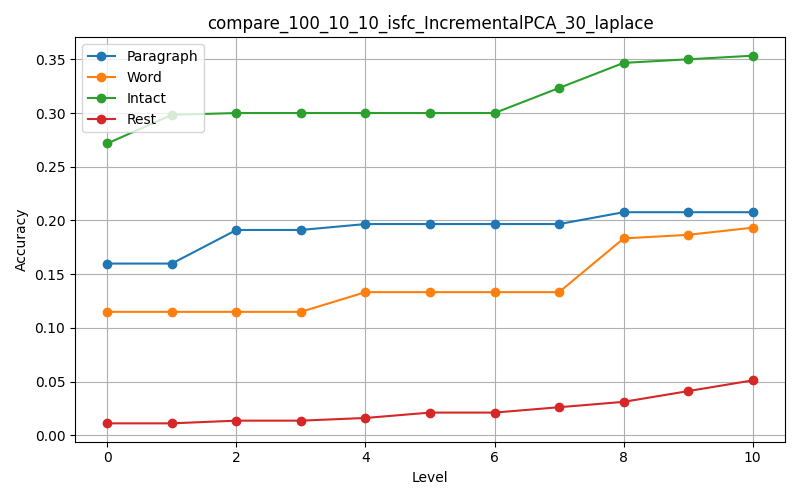 compare_100_10_10_isfc_IncrementalPCA_30_laplace
Paragraph
Word
Intact
Rest
Accuracy
0.35
0.30
0.25
0.20
0.15
0.10
0.05
0.00
0 2 4 6 8 10
Level